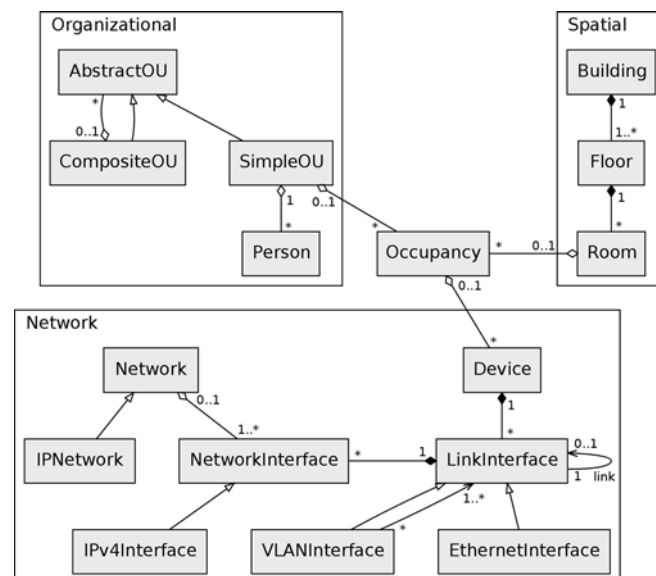 Organizational
Spatial
AbstractOU
Building
*
1
0..1
1..*
CompositeOU
SimpleOU
Floor
1
0..1
1
*
*
*
*
0..1
Person
Occupancy
Room
0..1
Network
*
Network
Device
0..1
1
1..*
*
0..1
IPNetwork
NetworkInterface
*
1
LinkInterface
1
link
1..*
*
IPv4Interface
VLANInterface
EthernetInterface